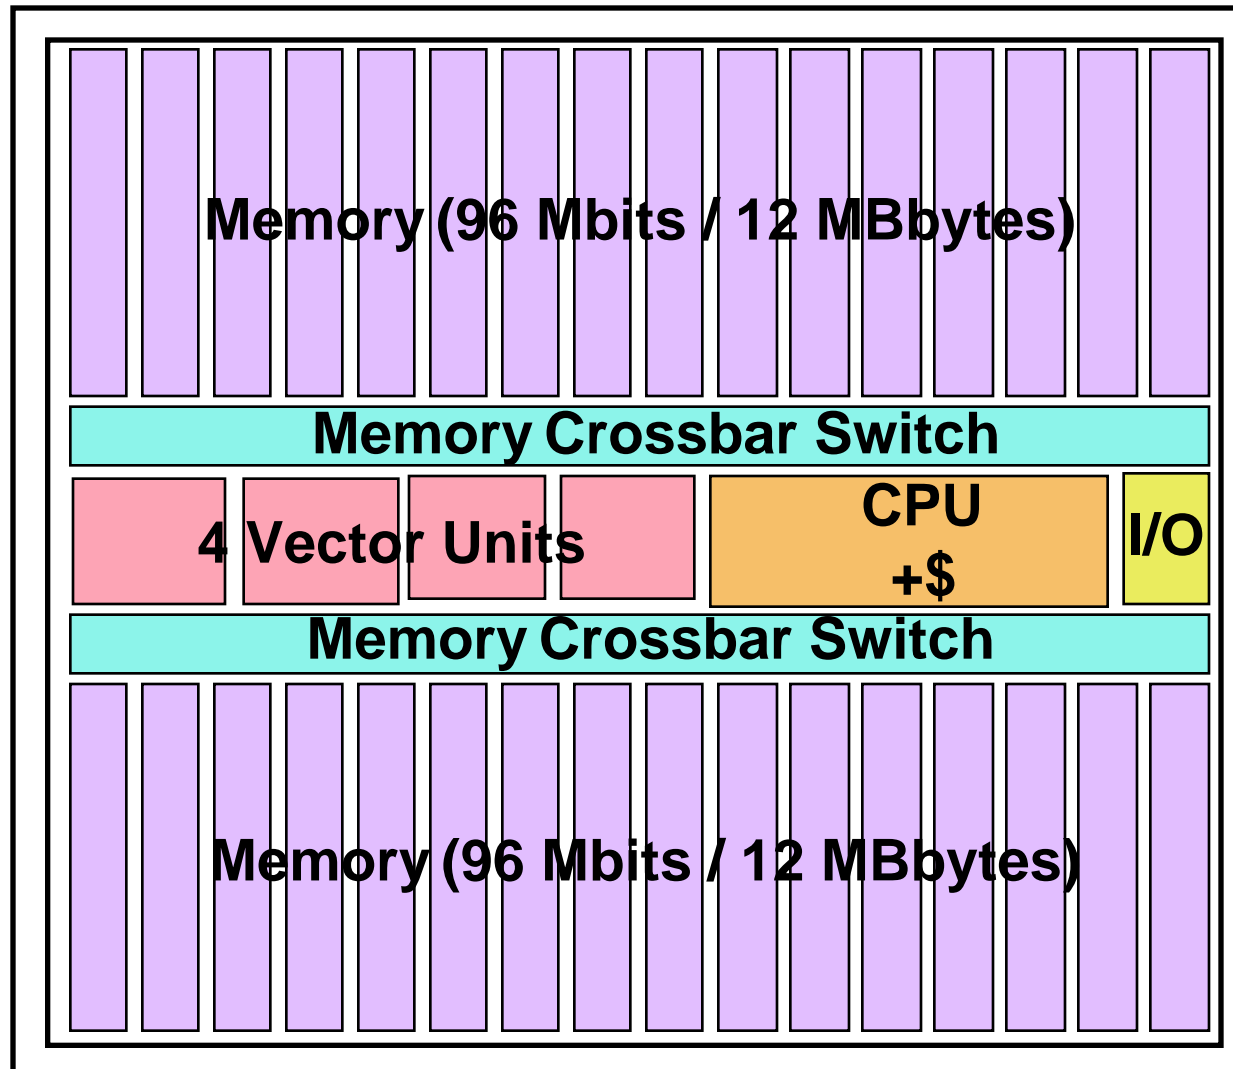 Memory (96 Mbits / 12 MBbytes)
Memory Crossbar Switch
4 Vector Units
CPU
+$
I/O
Memory Crossbar Switch
Memory (96 Mbits / 12 MBbytes)